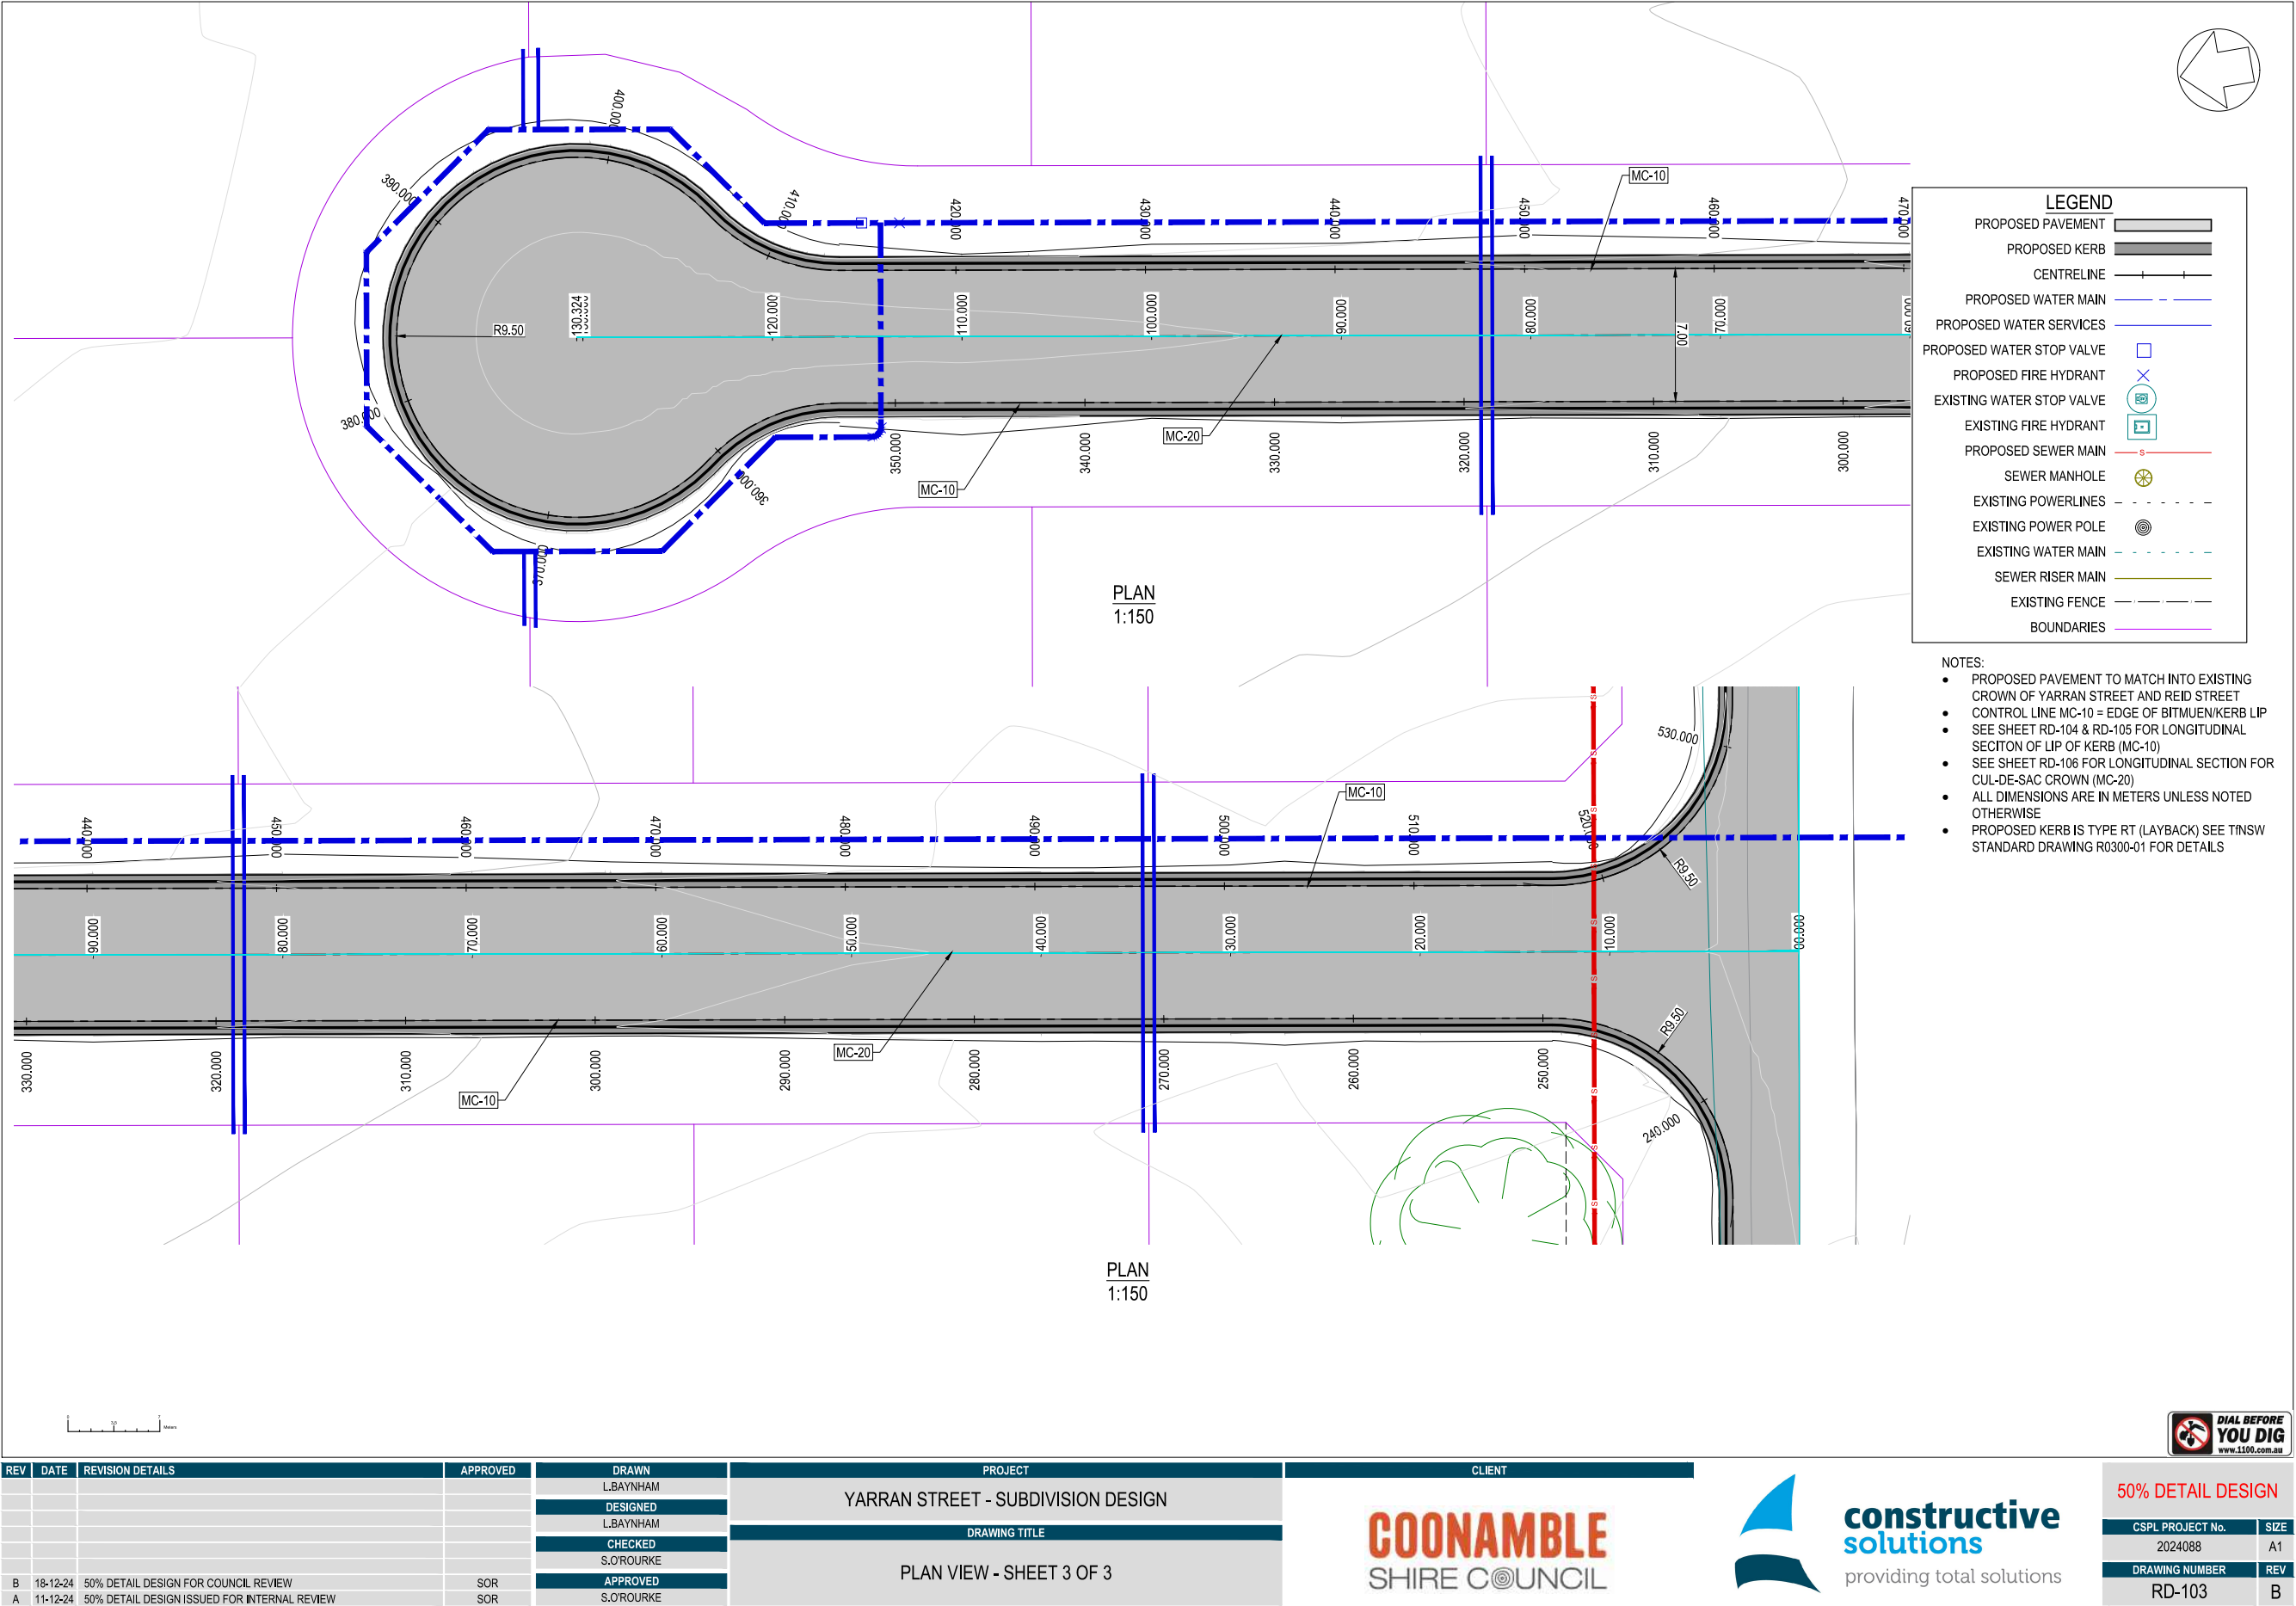 400.000
390.000
410.000
420.000
430.000
440.000
450.000
460.000
470.000
MC-10
R9.50
130.324
120.000
110.000
100.000
90.000
80.000
70.000
7.00
380.000
MC-20
MC-10
360.000
350.000
340.000
330.000
320.000
310.000
300.000
370.000
PLAN
1:150
LEGEND
PROPOSED PAVEMENT
PROPOSED KERB
CENTRELINE
PROPOSED WATER MAIN
PROPOSED WATER SERVICES
PROPOSED WATER STOP VALVE
PROPOSED FIRE HYDRANT
EXISTING WATER STOP VALVE
EXISTING FIRE HYDRANT
PROPOSED SEWER MAIN S
SEWER MANHOLE
EXISTING POWERLINES
EXISTING POWER POLE
EXISTING WATER MAIN
SEWER RISER MAIN
EXISTING FENCE
BOUNDARIES
NOTES:
• PROPOSED PAVEMENT TO MATCH INTO EXISTING
CROWN OF YARRAN STREET AND REID STREET
• CONTROL LINE MC-10 = EDGE OF BITMUEN/KERB LIP
• SEE SHEET RD-104 & RD-105 FOR LONGITUDINAL
SECITON OF LIP OF KERB (MC-10)
• SEE SHEET RD-106 FOR LONGITUDINAL SECTION FOR
CUL-DE-SAC CROWN (MC-20)
• ALL DIMENSIONS ARE IN METERS UNLESS NOTED
OTHERWISE
• PROPOSED KERB IS TYPE RT (LAYBACK) SEE TfNSW
STANDARD DRAWING R0300-01 FOR DETAILS
530.000
MC-10
440.000
450.000
460.000
470.000
480.000
490.000
500.000
510.000
520.000
R9.50
90.000
80.000
70.000
60.000
50.000
40.000
30.000
20.000
10.000
00.000
R9.50
MC-20
MC-10
330.000
320.000
310.000
300.000
290.000
280.000
270.000
260.000
250.000
240.000
S
S
S
S
S
S
S
S
S
PLAN
1:150
0 3.5 7 Meters
DIAL BEFORE
YOU DIG
www.1100.com.au
REV DATE REVISION DETAILS APPROVED
B 18-12-24 50% DETAIL DESIGN FOR COUNCIL REVIEW SOR
A 11-12-24 50% DETAIL DESIGN ISSUED FOR INTERNAL REVIEW SOR
DRAWN
L.BAYNHAM
DESIGNED
L.BAYNHAM
CHECKED
S.O'ROURKE
APPROVED
S.O'ROURKE
PROJECT
YARRAN STREET - SUBDIVISION DESIGN
DRAWING TITLE
PLAN VIEW - SHEET 3 OF 3
CLIENT
COONAMBLE
SHIRE COUNCIL
constructive
solutions
providing total solutions
50% DETAIL DESIGN
CSPL PROJECT No. SIZE
2024088 A1
DRAWING NUMBER REV
RD-103 B